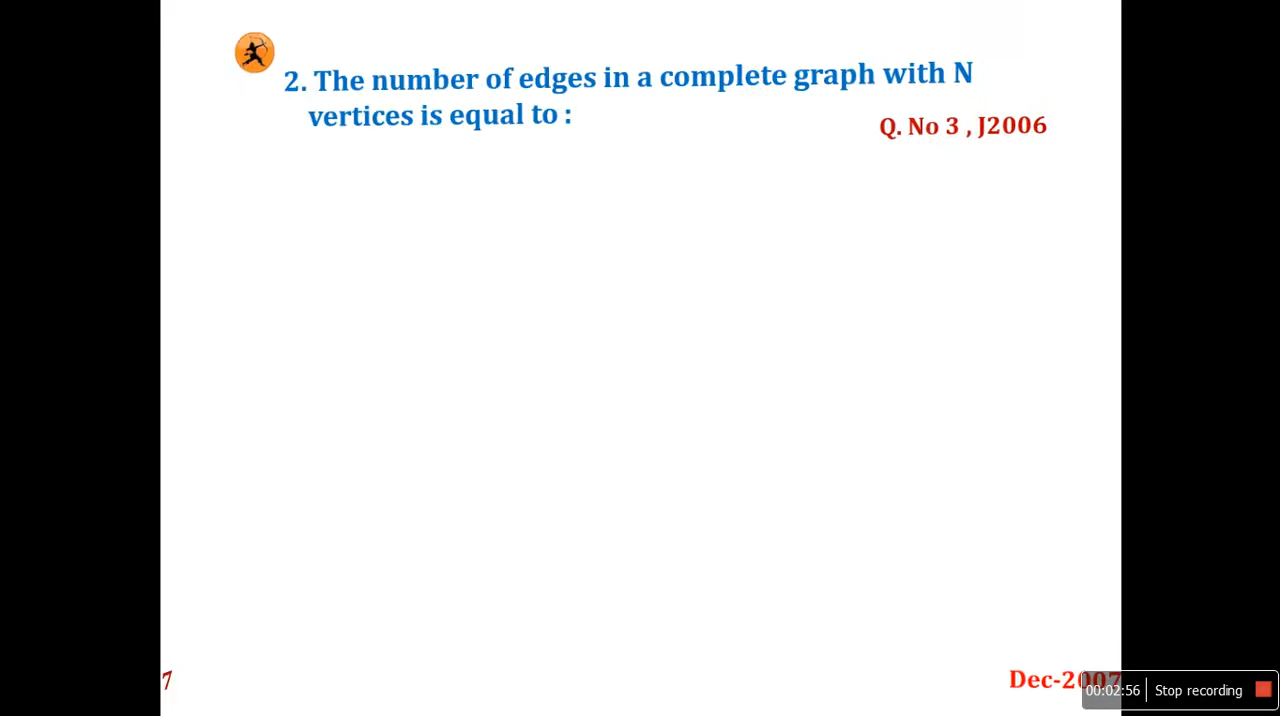 2. The number of edges in a complete graph with N
vertices is equal to :
Q. No 3 , J2006
7
Dec-2007
00:02:56 Stop recording